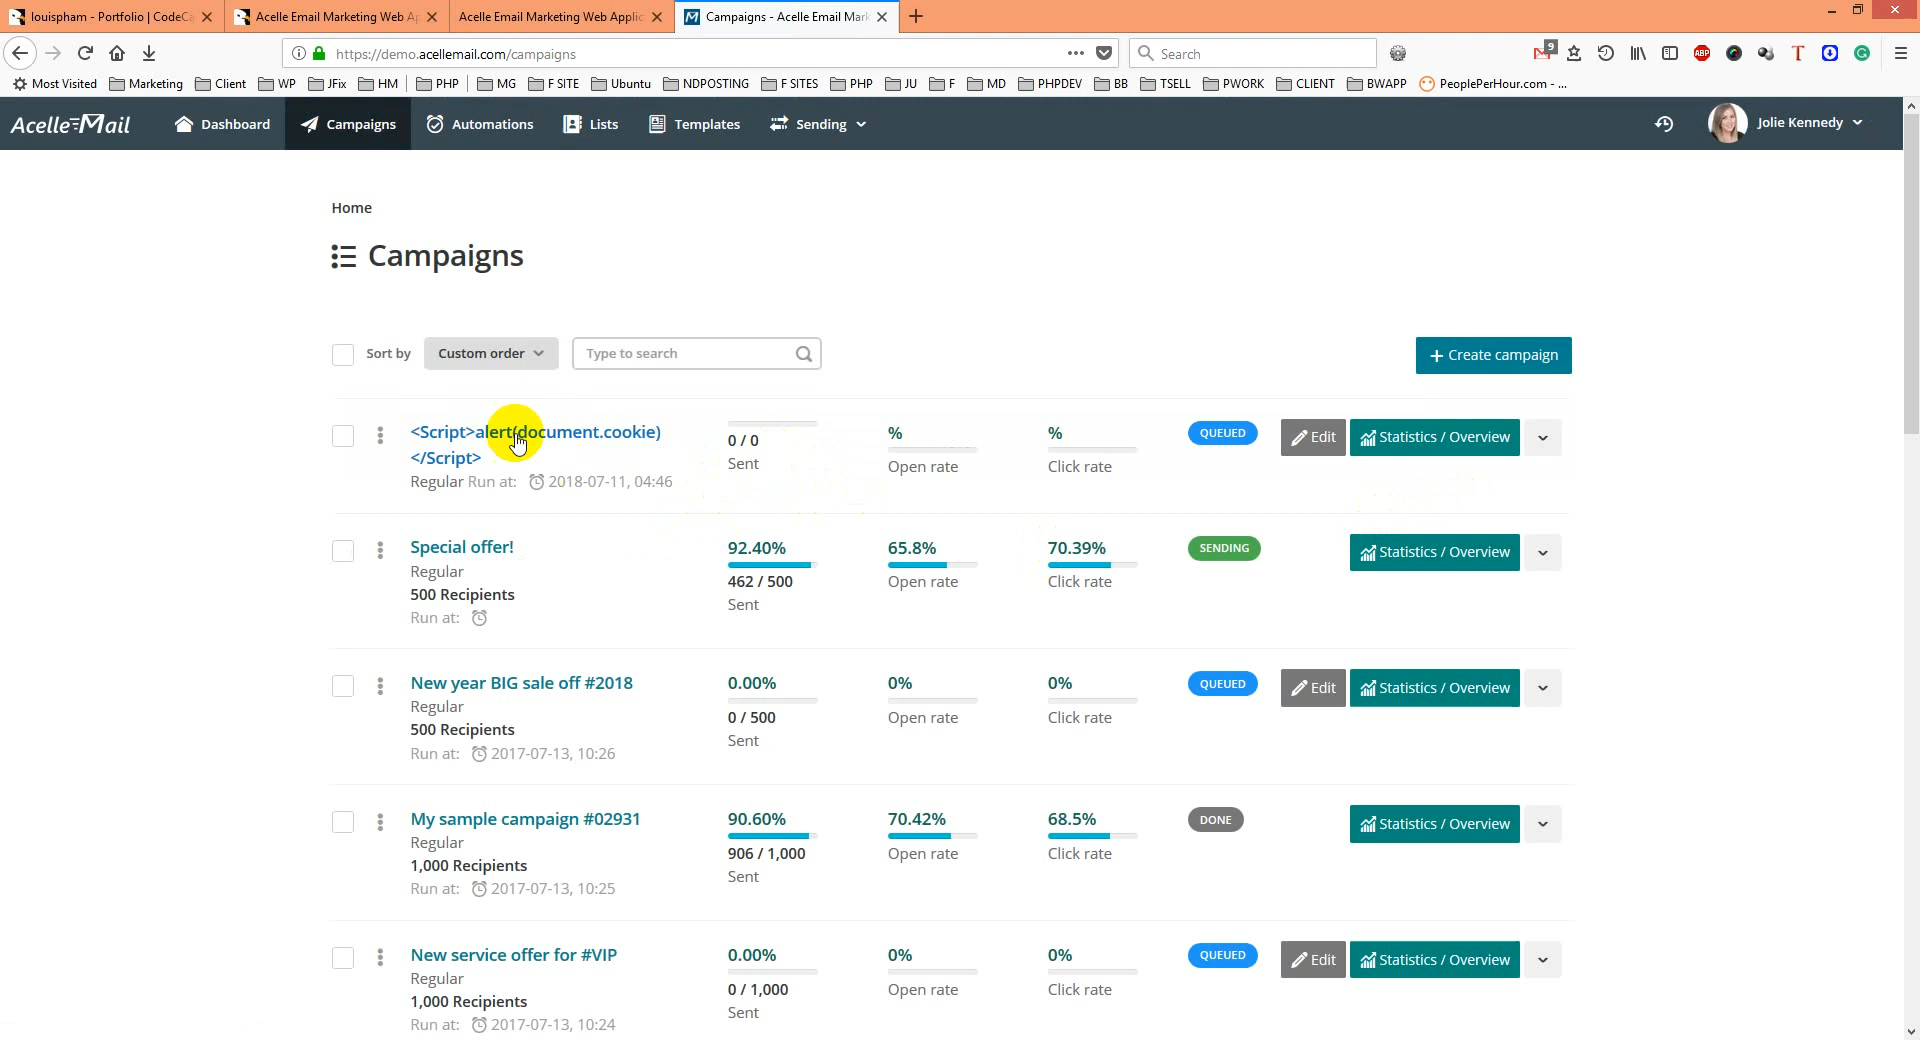 louispham - Portfolio | CodeCa
Acelle Email Marketing Web Ap
Acelle Email Marketing Web Applic
Campaigns - Acelle Email Mark
https://demo.acellemail.com/campaigns
Search
9
ABP
Most Visited
Marketing
Client
WP
JFix
HM
PHP
MG
F SITE
Ubuntu
NDPOSTING
F SITES
PHP
JU
F
MD
PHPDEV
BB
TSELL
PWORK
CLIENT
BWAPP
PeoplePerHour.com - ...
Acelle Mail
Dashboard
Campaigns
Automations
Lists
Templates
Sending
Jolie Kennedy
Home
Campaigns
Sort by
Custom order
Type to search
+ Create campaign
<Script>alert(document.cookie)
</Script>
Regular Run at: 2018-07-11, 04:46
0 / 0
Sent
%
Open rate
%
Click rate
QUEUED
Edit
Statistics / Overview
Special offer!
Regular
500 Recipients
Run at:
92.40%
462 / 500
Sent
65.8%
Open rate
70.39%
Click rate
SENDING
Statistics / Overview
New year BIG sale off #2018
Regular
500 Recipients
Run at: 2017-07-13, 10:26
0.00%
0 / 500
Sent
0%
Open rate
0%
Click rate
QUEUED
Edit
Statistics / Overview
My sample campaign #02931
Regular
1,000 Recipients
Run at: 2017-07-13, 10:25
90.60%
906 / 1,000
Sent
70.42%
Open rate
68.5%
Click rate
DONE
Statistics / Overview
New service offer for #VIP
Regular
1,000 Recipients
Run at: 2017-07-13, 10:24
0.00%
0 / 1,000
Sent
0%
Open rate
0%
Click rate
QUEUED
Edit
Statistics / Overview